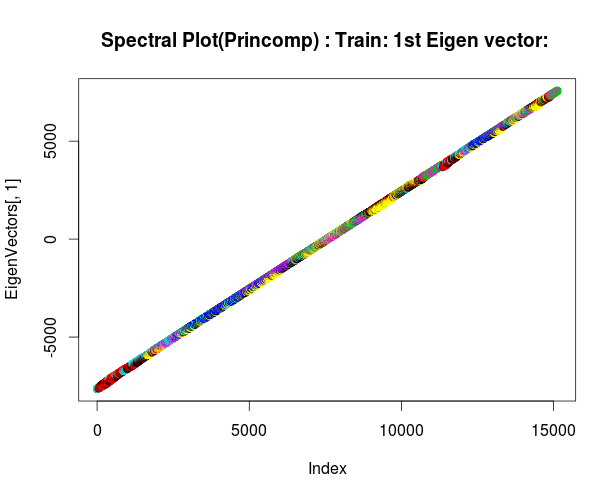 Spectral Plot(Princomp) : Train: 1st Eigen vector:
EigenVectors[, 1]
5000
0
-5000
0 5000 10000 15000
Index